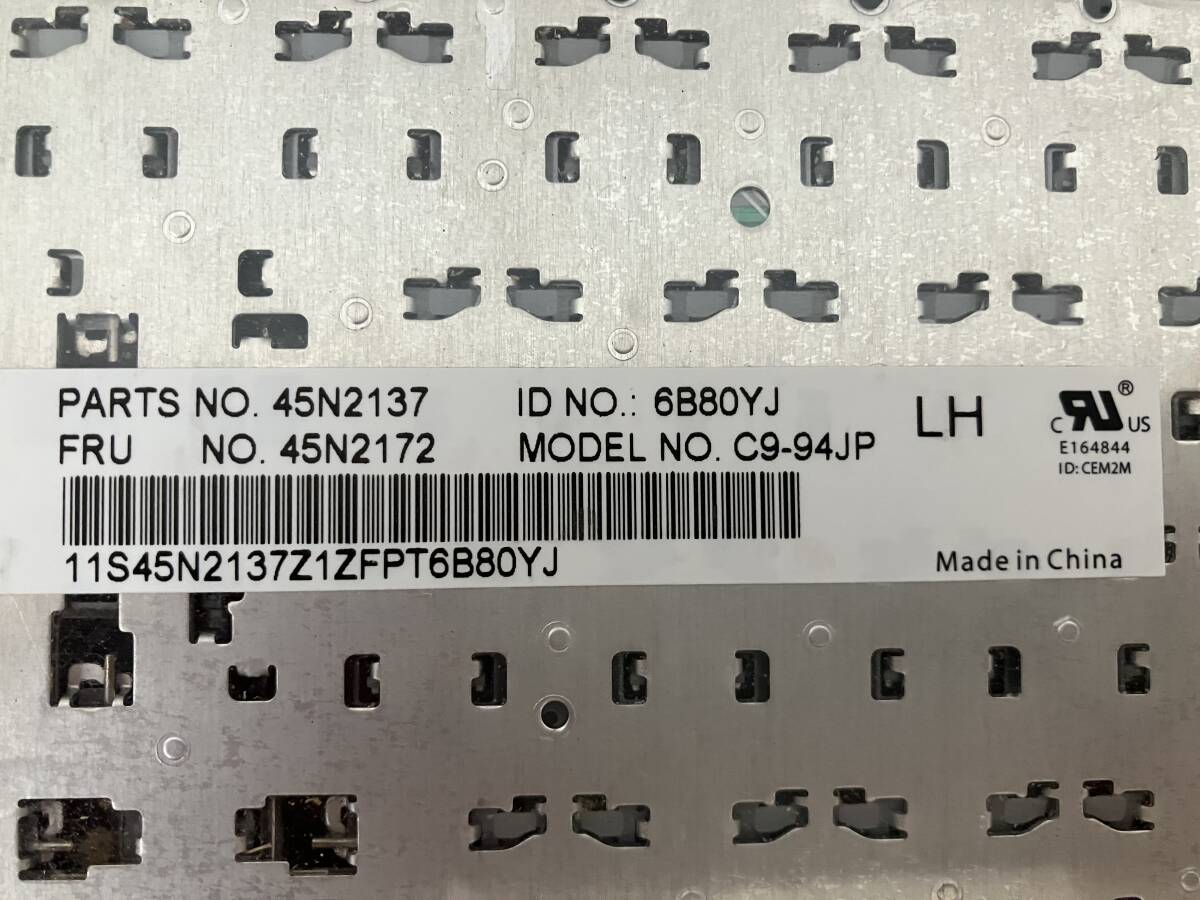 PARTS NO. 45N2137 ID NO.: 6B80YJ
FRU NO. 45N2172 MODEL NO. C9-94JP
LH
C RU ® US
E164844
ID: CEM2M
11S45N2137Z1ZFPT6B80YJ
Made in China